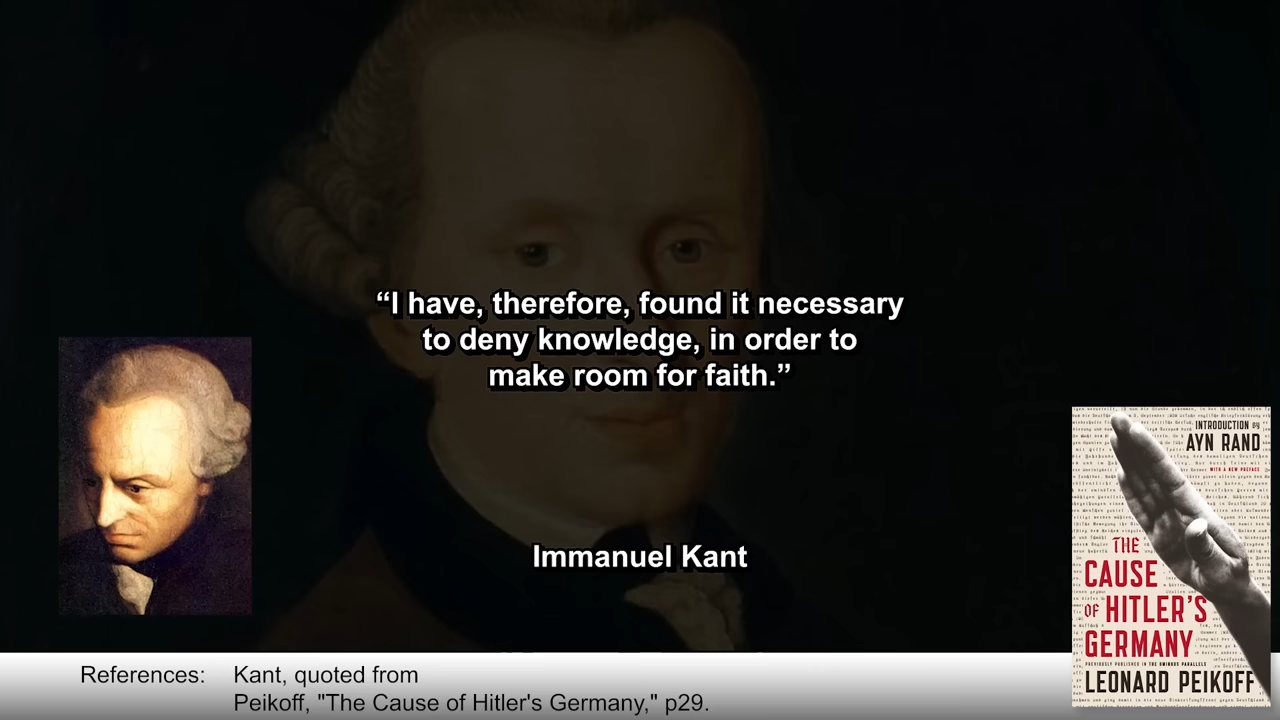 “I have, therefore, found it necessary
to deny knowledge, in order to
make room for faith.”
Immanuel Kant
INTRODUCTION BY
AYN RAND
WITH A NEW PREFACE
THE
CAUSE
OF HITLER'S
GERMANY
PREVIOUSLY PUBLISHED IN THE OMINOUS PARALLELS
LEONARD PEIKOFF
References: Kant, quoted from
Peikoff, "The Cause of Hitler's Germany," p29.